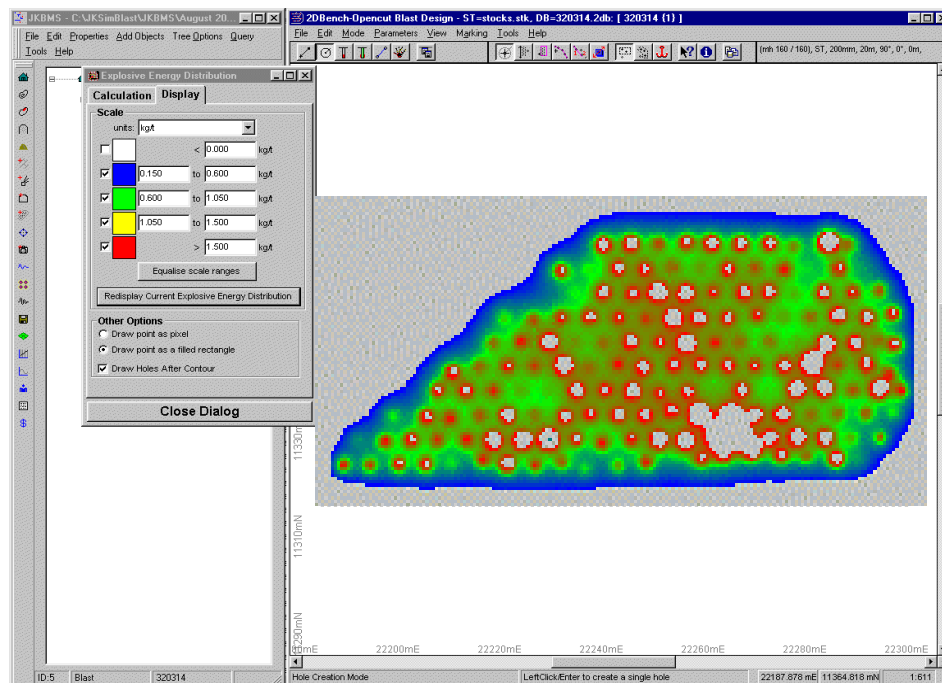 JKBMS - C:\JKSimBlast\JKBMS\August 20...
File Edit Properties Add Objects Tree Options Query
Tools Help
Explosive Energy Distribution
Calculation Display
Scale
units: kg/t
< 0.000 kg/t
0.150 to 0.600 kg/t
0.600 to 1.050 kg/t
1.050 to 1.500 kg/t
> 1.500 kg/t
Equalise scale ranges
Redisplay Current Explosive Energy Distribution
Other Options
Draw point as pixel
Draw point as a filled rectangle
Draw Holes After Contour
Close Dialog
ID:5 Blast 320314
2DBench-Opencut Blast Design - ST=stocks.stk, DB=320314.2db: [ 320314 {1} ]
File Edit Mode Parameters View Marking Tools Help
(mh 160 / 160), ST, 200mm, 20m, 90°, 0°, 0m,
11330mN
11310mN
11290mN
22200mE 22220mE 22240mE 22260mE 22280mE 22300mE
Hole Creation Mode LeftClick/Enter to create a single hole 22187.878 mE 11364.818 mN 1:611